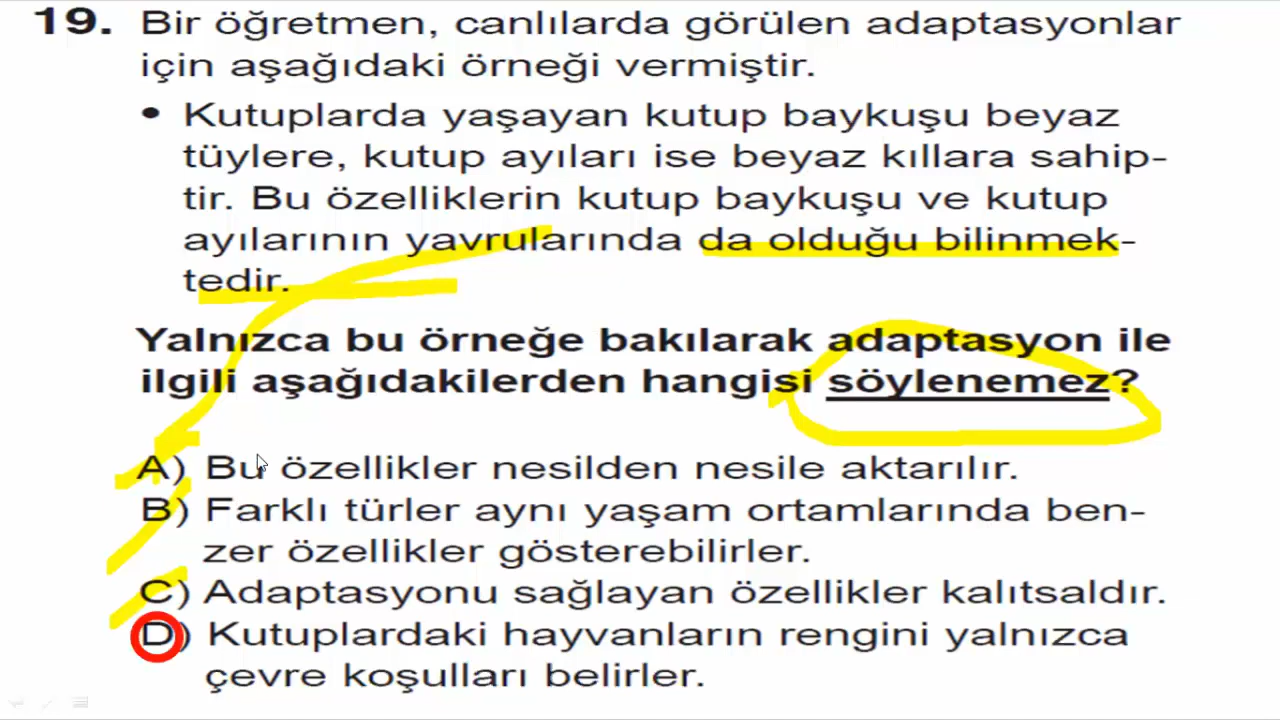 19. Bir öğretmen, canlılarda görülen adaptasyonlar
için aşağıdaki örneği vermiştir.
• Kutuplarda yaşayan kutup baykuşu beyaz
tüylere, kutup ayıları ise beyaz kıllara sahip-
tir. Bu özelliklerin kutup baykuşu ve kutup
ayılarının yavrularında da olduğu bilinmek-
tedir.
Yalnızca bu örneğe bakılarak adaptasyon ile
ilgili aşağıdakilerden hangisi söylenemez?
A) Bu özellikler nesilden nesile aktarılır.
B) Farklı türler aynı yaşam ortamlarında ben-
zer özellikler gösterebilirler.
C) Adaptasyonu sağlayan özellikler kalıtsaldır.
D) Kutuplardaki hayvanların rengini yalnızca
çevre koşulları belirler.